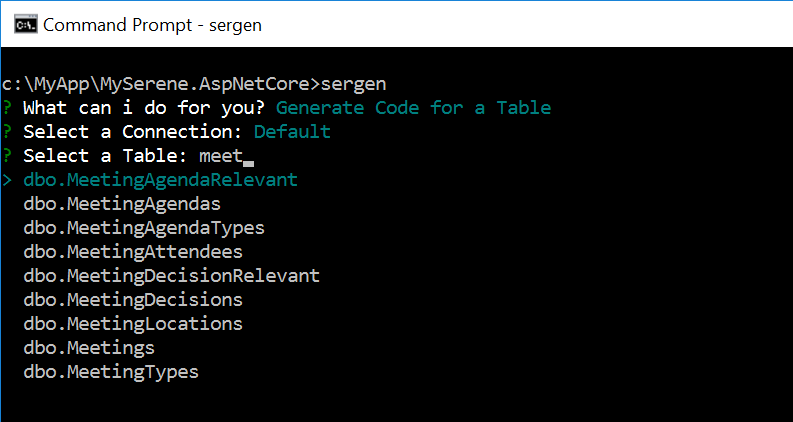 Command Prompt - sergen
c:\MyApp\MySerene.AspNetCore>sergen
? What can i do for you? Generate Code for a Table
? Select a Connection: Default
? Select a Table: meet_
> dbo.MeetingAgendaRelevant
dbo.MeetingAgendas
dbo.MeetingAgendaTypes
dbo.MeetingAttendees
dbo.MeetingDecisionRelevant
dbo.MeetingDecisions
dbo.MeetingLocations
dbo.Meetings
dbo.MeetingTypes